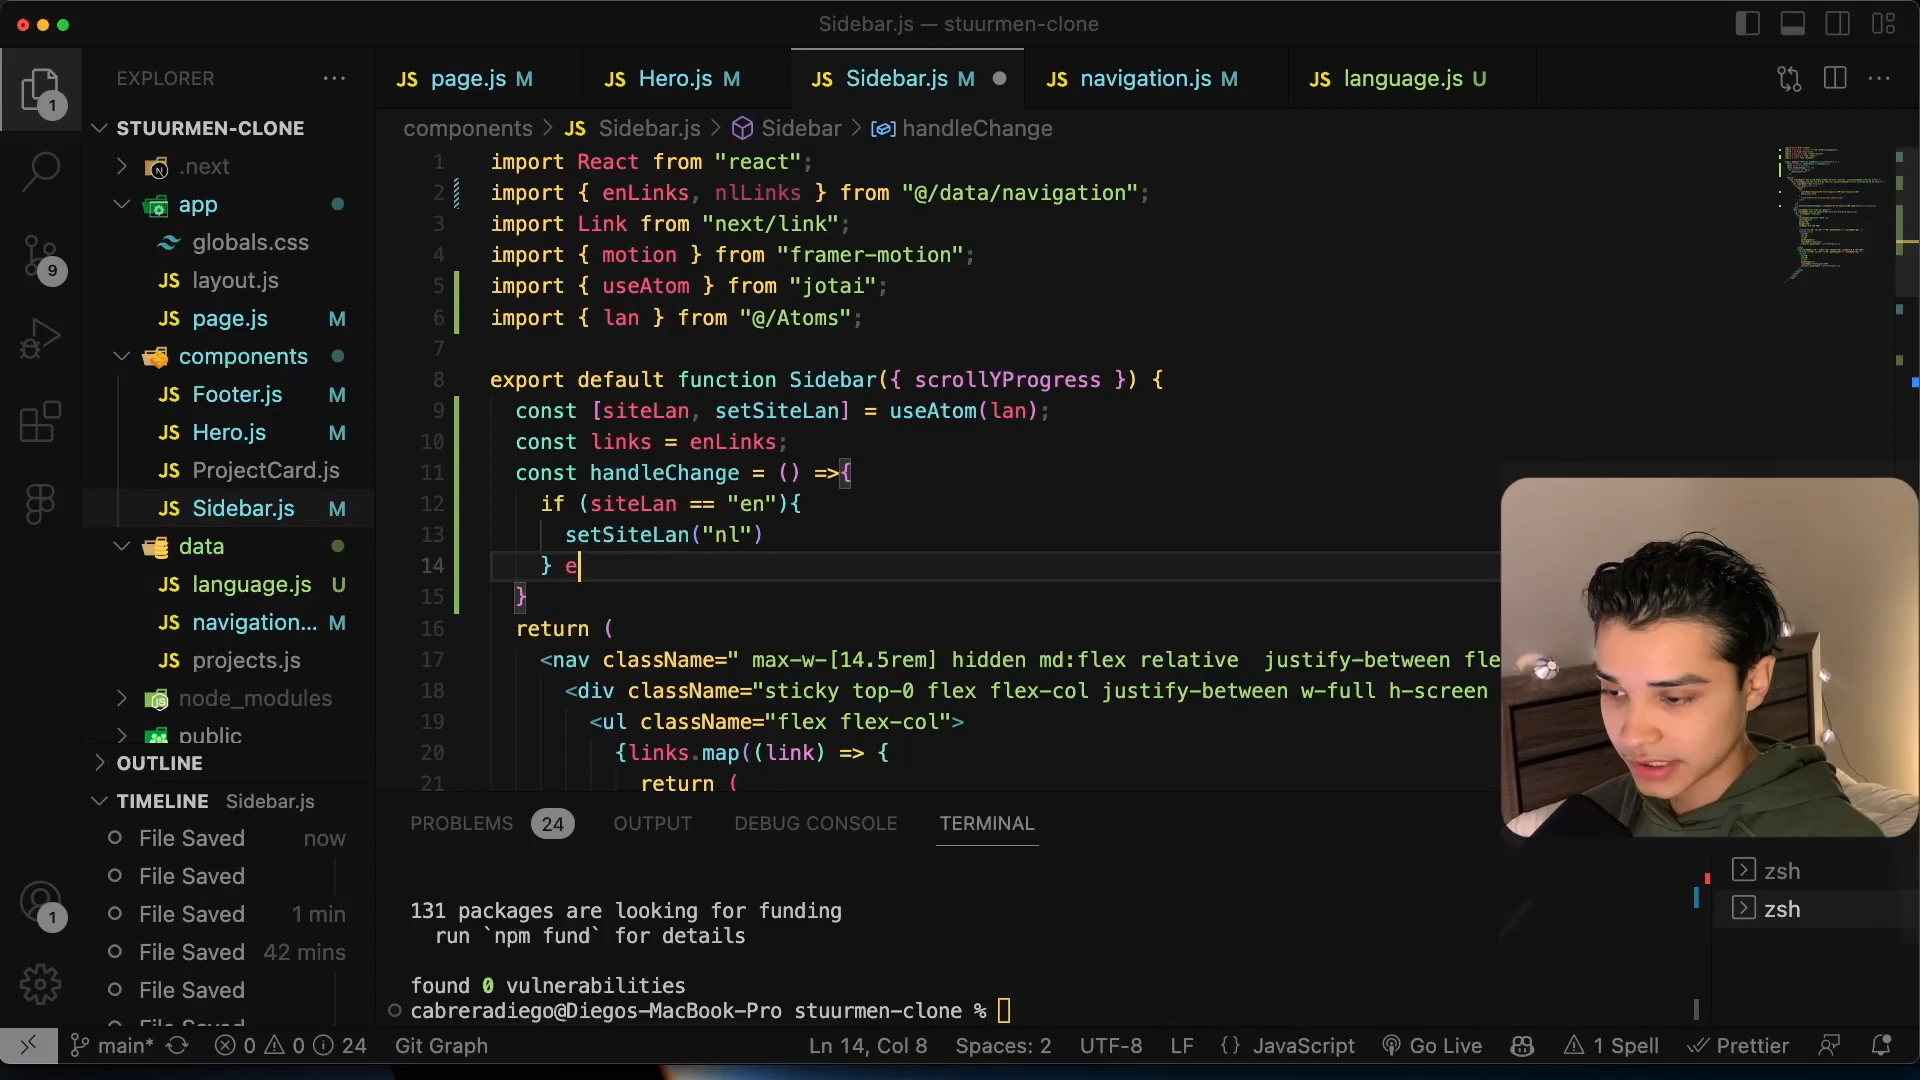 Sidebar.js — stuurmen-clone
EXPLORER
JS page.js M
JS Hero.js M
JS Sidebar.js M
JS navigation.js M
JS language.js U
components > JS Sidebar.js > Sidebar > handleChange
1
9
1
STUURMEN-CLONE
.next
app
globals.css
JS layout.js
JS page.js M
components
JS Footer.js M
JS Hero.js M
JS ProjectCard.js
JS Sidebar.js M
data
JS language.js U
JS navigation... M
JS projects.js
node_modules
public
OUTLINE
TIMELINE Sidebar.js
File Saved now
File Saved
File Saved 1 min
File Saved 42 mins
File Saved
1 import React from "react";
2 import { enLinks, nlLinks } from "@/data/navigation";
3 import Link from "next/link";
4 import { motion } from "framer-motion";
5 import { useAtom } from "jotai";
6 import { lan } from "@/Atoms";
7
8 export default function Sidebar({ scrollYProgress }) {
9 const [siteLan, setSiteLan] = useAtom(lan);
10 const links = enLinks;
11 const handleChange = () =>{
12 if (siteLan == "en"){
13 setSiteLan("nl")
14 } e
15 }
16 return (
17 <nav className=" max-w-[14.5rem] hidden md:flex relative  justify-between fle
18 <div className="sticky top-0 flex flex-col justify-between w-full h-screen
19 <ul className="flex flex-col">
20 {links.map((link) => {
21 return (
PROBLEMS 24 OUTPUT DEBUG CONSOLE TERMINAL
131 packages are looking for funding
run `npm fund` for details
found 0 vulnerabilities
cabreradiego@Diegos-MacBook-Pro stuurmen-clone %
zsh
zsh
main* 0 0 24 Git Graph Ln 14, Col 8 Spaces: 2 UTF-8 LF {} JavaScript Go Live 1 Spell Prettier